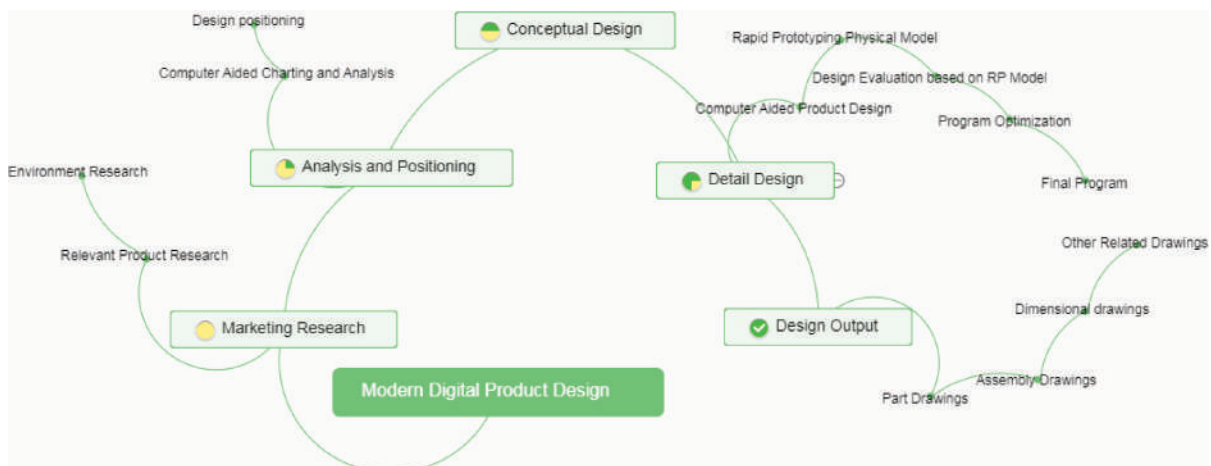 Design positioning
Conceptual Design
Rapid Prototyping Physical Model
Computer Aided Charting and Analysis
Design Evaluation based on RP Model
Computer Aided Product Design
Program Optimization
Environment Research
Analysis and Positioning
Detail Design
Final Program
Relevant Product Research
Other Related Drawings
Dimensional drawings
Marketing Research
Design Output
Modern Digital Product Design
Assembly Drawings
Part Drawings